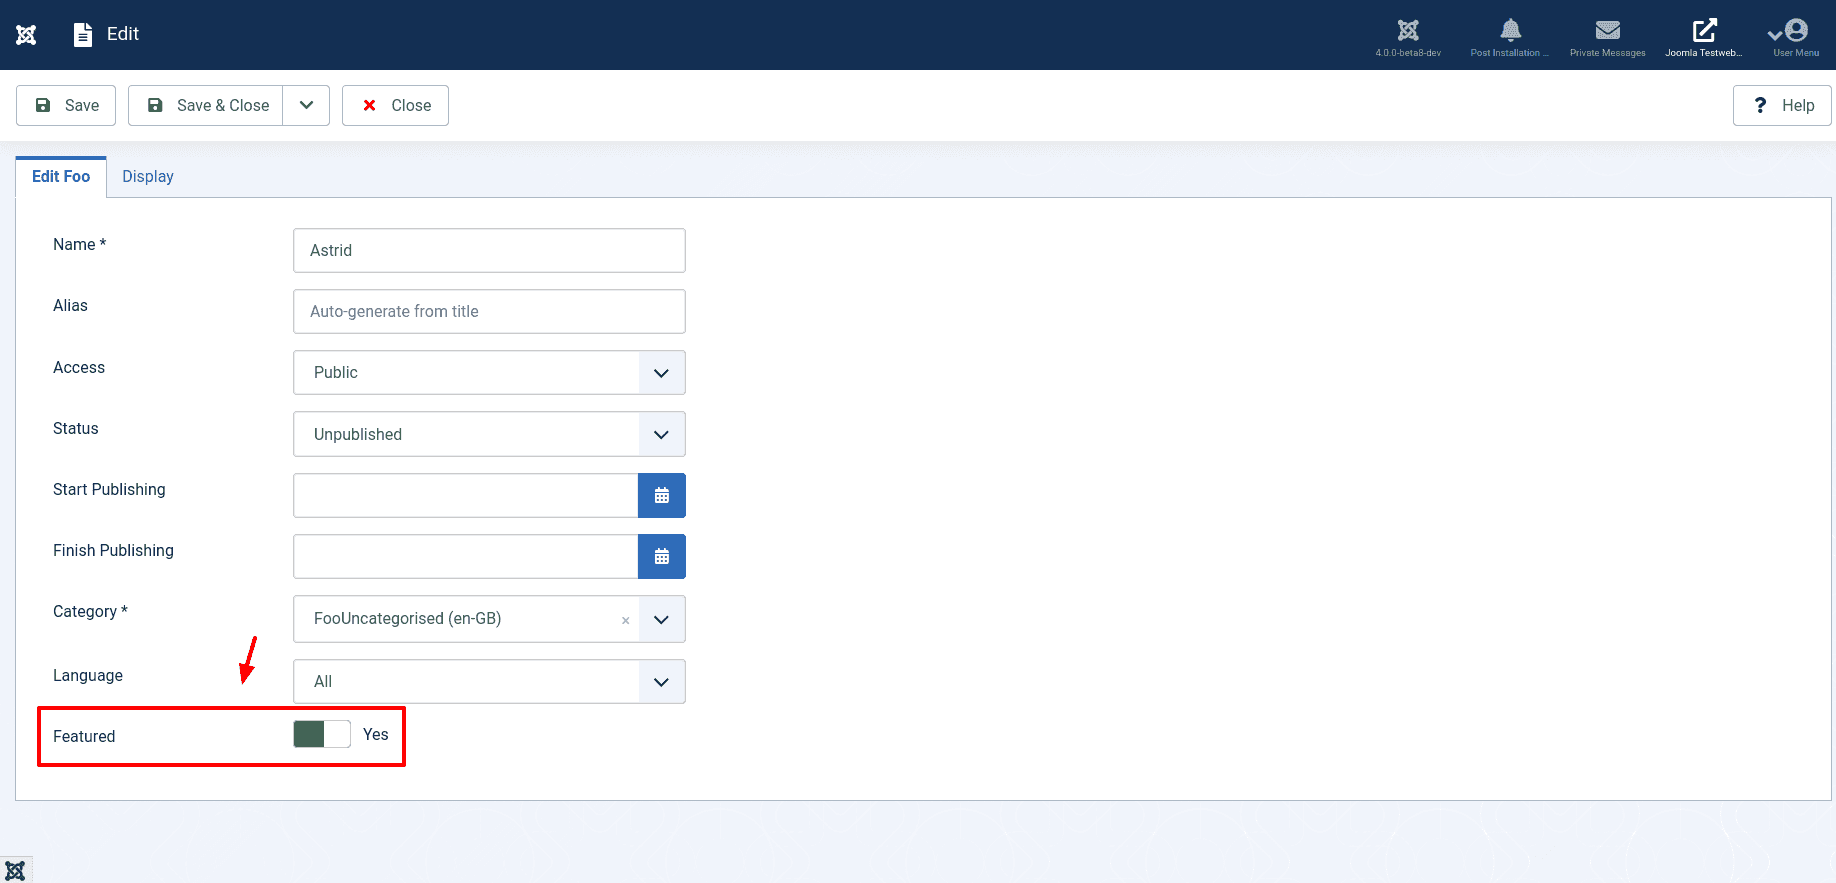 Edit
4.0.0-beta8-dev
Post Installation ...
Private Messages
Joomla Testweb...
User Menu
Save
Save & Close
Close
? Help
Edit Foo
Display
Name *
Astrid
Alias
Auto-generate from title
Access
Public
Status
Unpublished
Start Publishing
Finish Publishing
Category *
FooUncategorised (en-GB) ×
Language
All
Featured
Yes